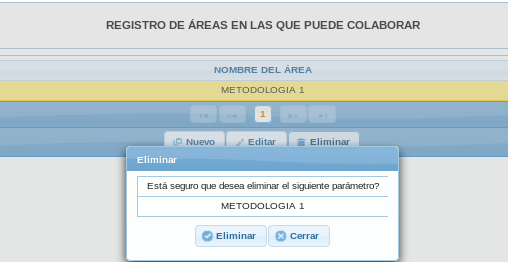 REGISTRO DE ÁREAS EN LAS QUE PUEDE COLABORAR
NOMBRE DEL ÁREA
METODOLOGIA 1
1
Nuevo Editar Eliminar
Eliminar
Está seguro que desea eliminar el siguiente parámetro?
METODOLOGIA 1
Eliminar Cerrar